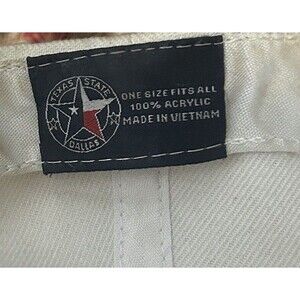 TEXAS STATE
DALLAS
ONE SIZE FITS ALL
100% ACRYLIC
MADE IN VIETNAM